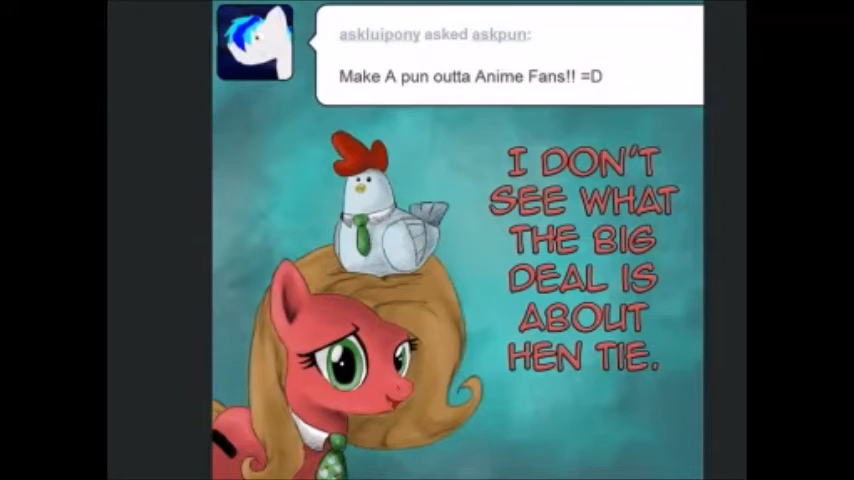 askluipony asked askpun:
Make A pun outta Anime Fans!! =D
I DON'T
SEE WHAT
THE BIG
DEAL IS
ABOUT
HEN TIE.